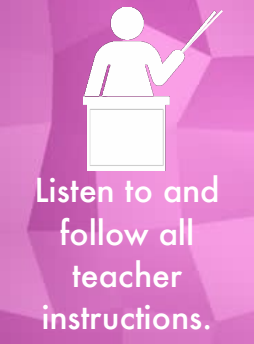 Listen to and
follow all
teacher
instructions.